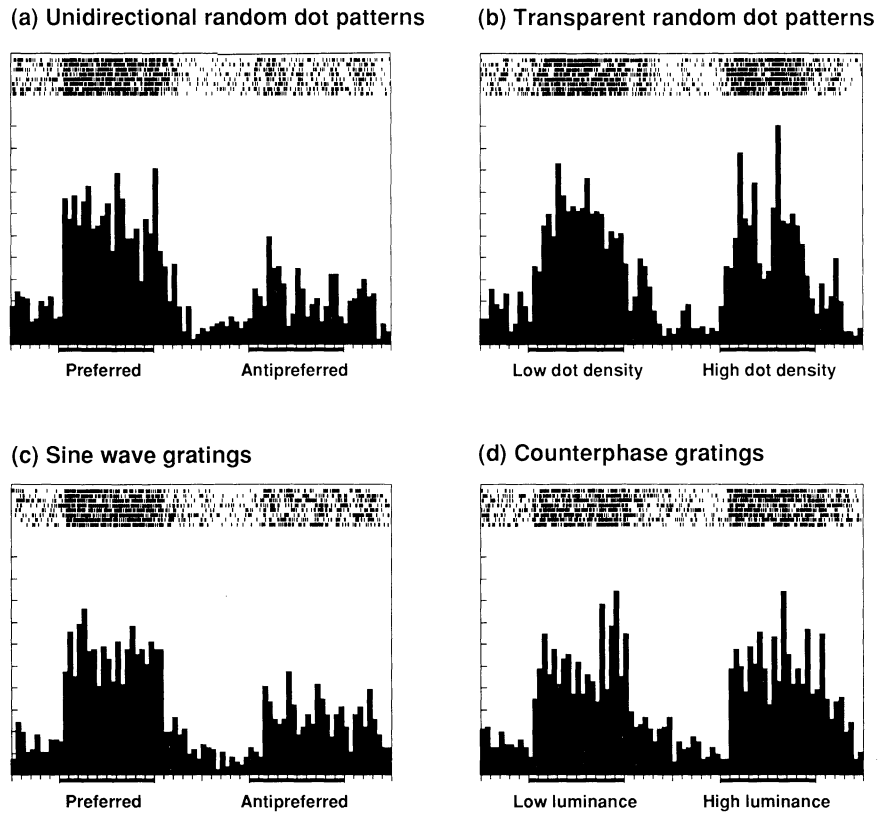 (a) Unidirectional random dot patterns
(b) Transparent random dot patterns
Preferred
Antipreferred
Low dot density
High dot density
(c) Sine wave gratings
(d) Counterphase gratings
Preferred
Antipreferred
Low luminance
High luminance